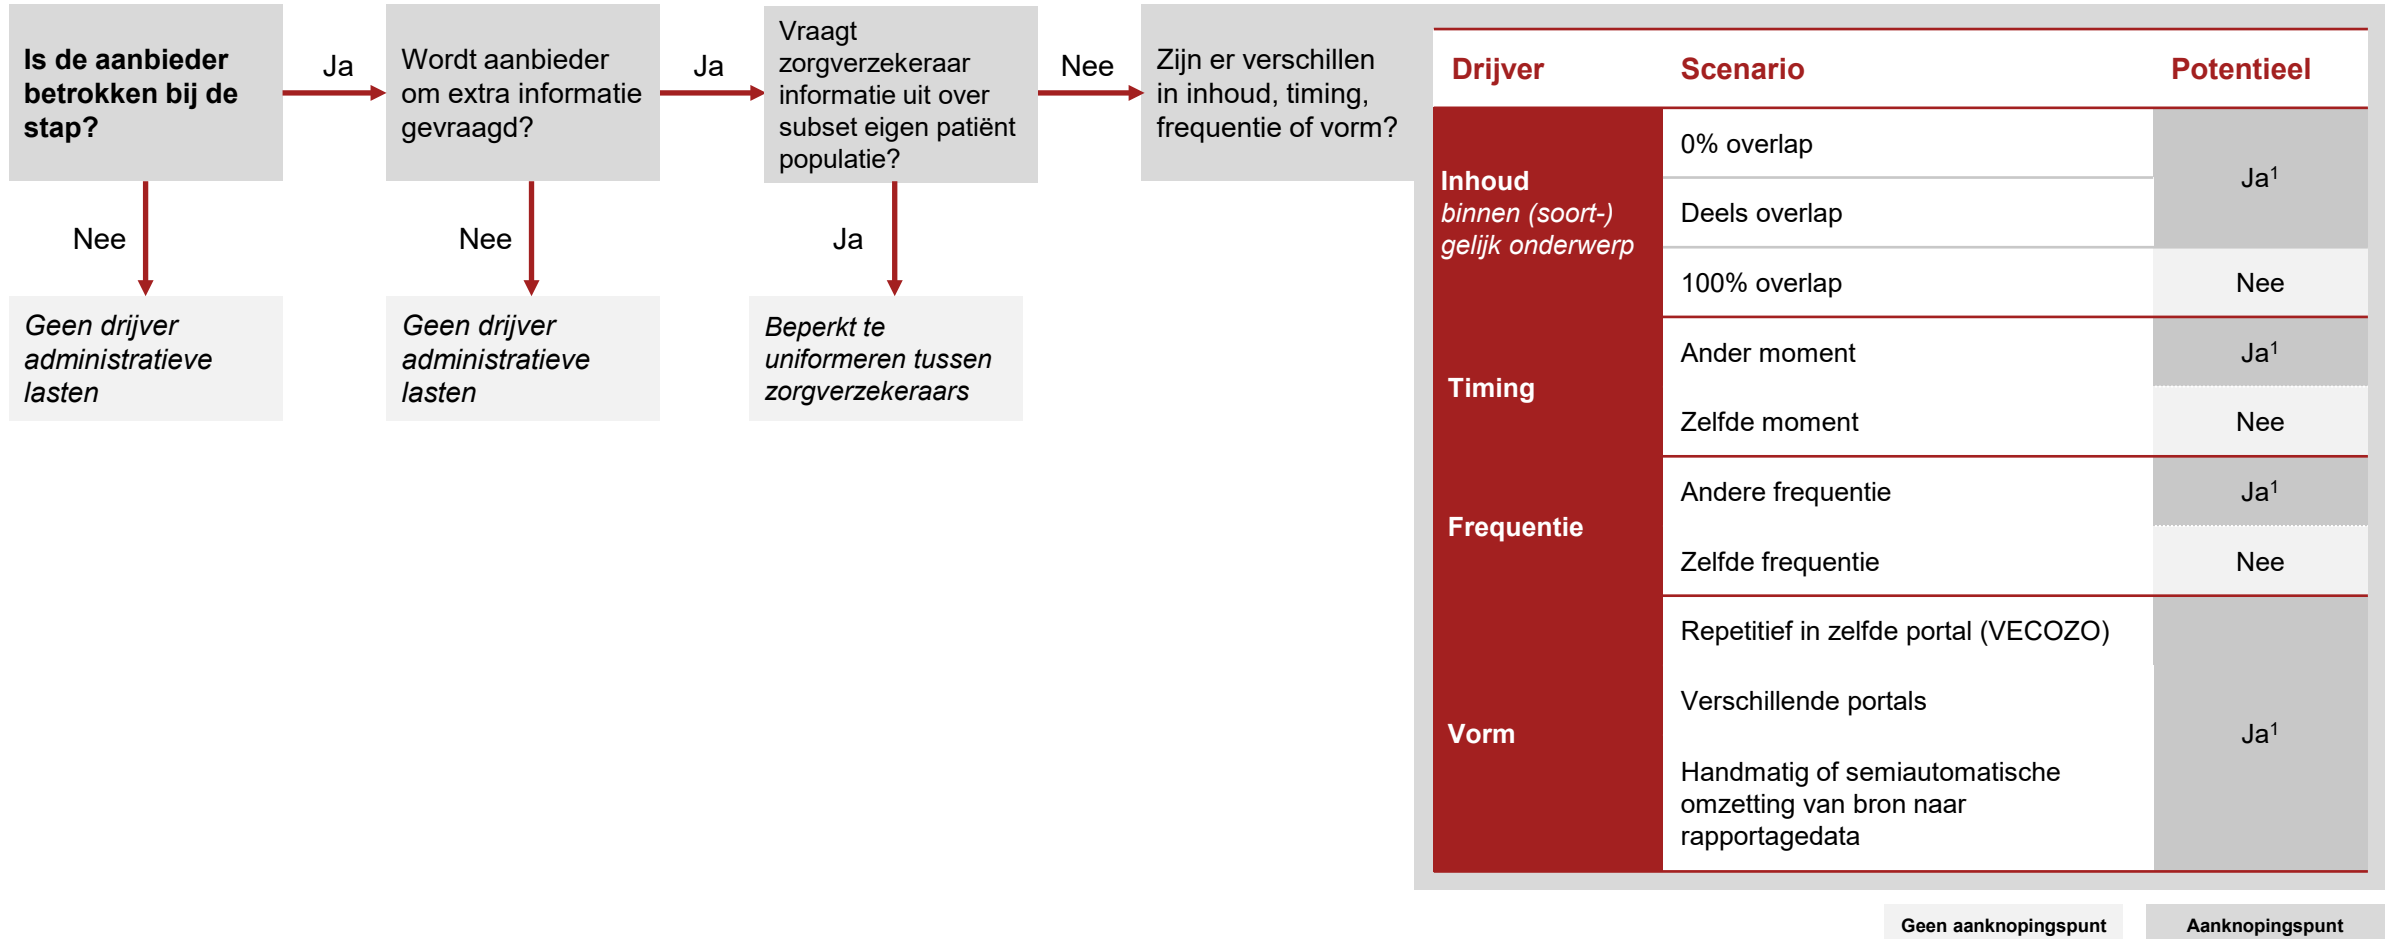 Is de aanbieder
betrokken bij de
stap?
Ja
Wordt aanbieder
om extra informatie
gevraagd?
Ja
Vraagt
zorgverzekeraar
informatie uit over
subset eigen patiënt
populatie?
Nee
Zijn er verschillen
in inhoud, timing,
frequentie of vorm?
Nee
Nee
Ja
Geen drijver
administratieve
lasten
Geen drijver
administratieve
lasten
Beperkt te
uniformeren tussen
zorgverzekeraars
Drijver Scenario Potentieel
Inhoud
binnen (soort-)
gelijk onderwerp
0% overlap
Deels overlap
Ja¹
100% overlap Nee
Timing
Ander moment Ja¹
Zelfde moment Nee
Frequentie
Andere frequentie Ja¹
Zelfde frequentie Nee
Vorm
Repetitief in zelfde portal (VECOZO)
Verschillende portals
Handmatig of semiautomatische
omzetting van bron naar
rapportagedata
Ja¹
Geen aanknopingspunt Aanknopingspunt